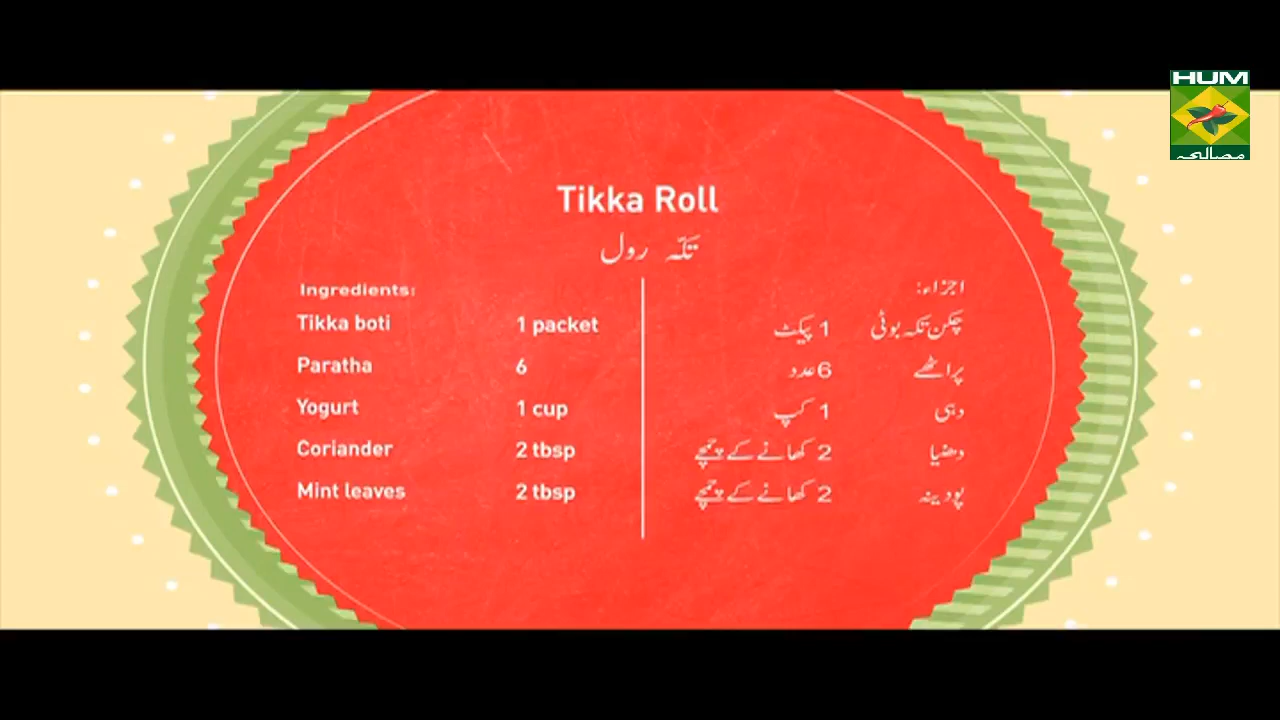 HUM
مصالحہ
Tikka Roll
تکّہ رول
Ingredients:
Tikka boti 1 packet
Paratha 6
Yogurt 1 cup
Coriander 2 tbsp
Mint leaves 2 tbsp
اجزاء:
چکن تکہ بوٹی 1 پیکٹ
پراٹھے 6 عدد
دہی 1 کپ
دھنیا 2 کھانے کے چمچے
پودینہ 2 کھانے کے چمچے